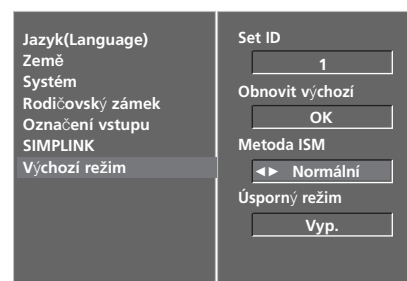 Jazyk(Language)
Země
Systém
Rodičovský zámek
Označení vstupu
SIMPLINK
Výchozí režim
Set ID
1
Obnovit výchozí
OK
Metoda ISM
◄► Normální
Úsporný režim
Vyp.